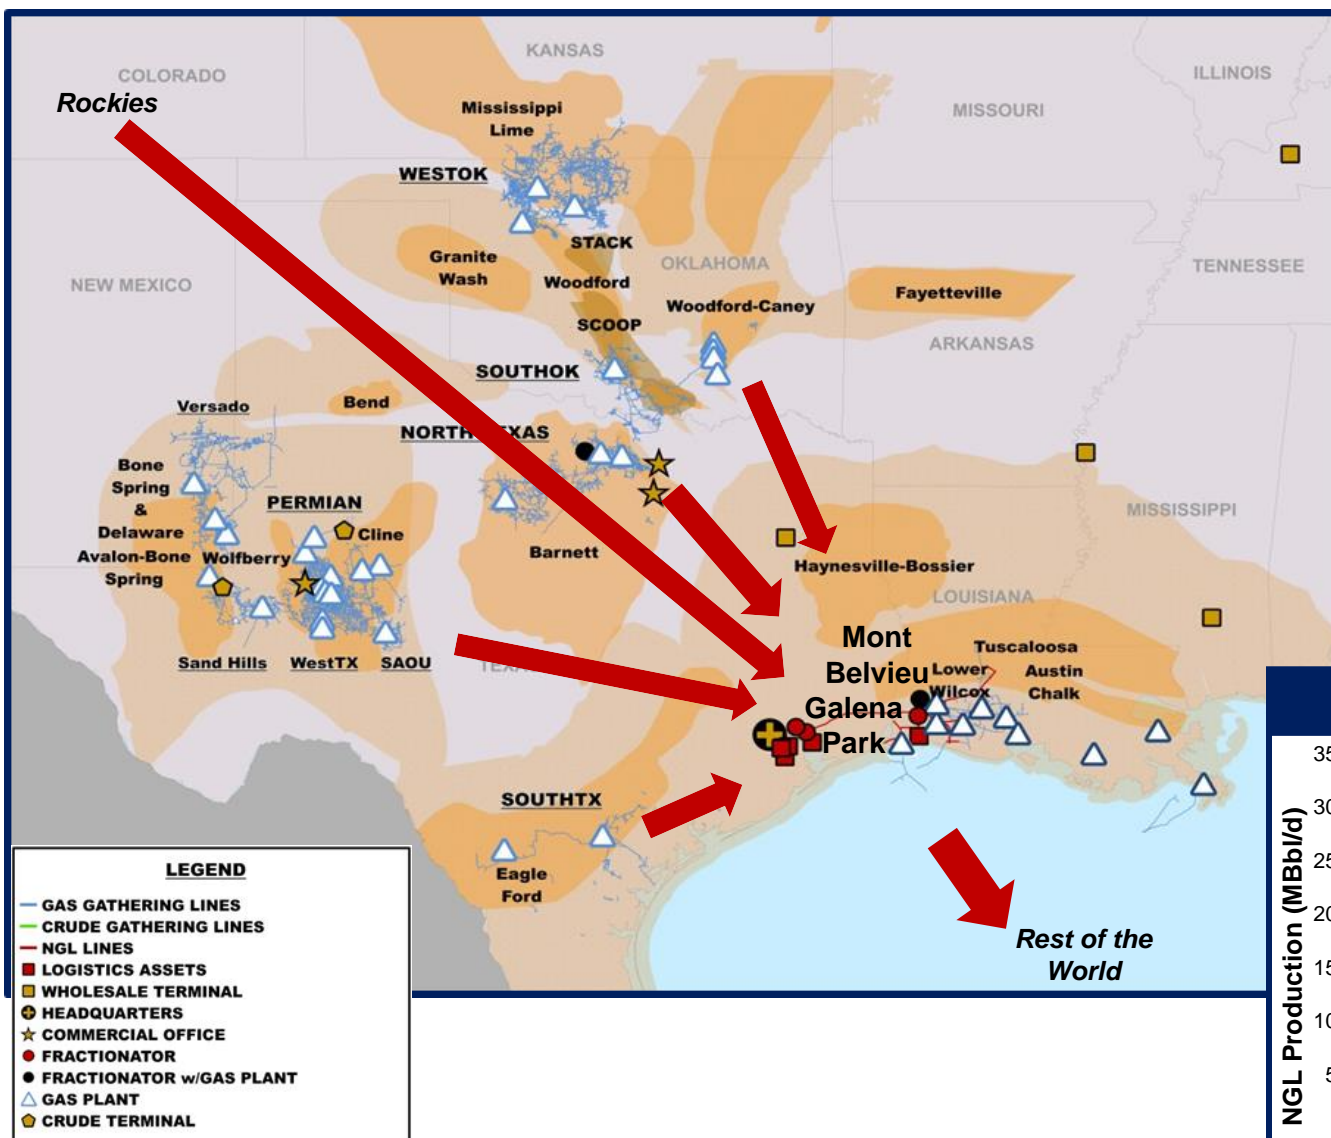 KANSAS
COLORADO
ILLINOIS
Rockies
Mississippi
Lime
MISSOURI
WESTOK
STACK
Granite
Wash
OKLAHOMA
TENNESSEE
NEW MEXICO
Woodford
Woodford-Caney
Fayetteville
SCOOP
ARKANSAS
SOUTHOK
Versado
Bend
NORTH TEXAS
Bone
Spring
&
Delaware
Avalon-Bone
Spring
PERMIAN
Cline
Wolfberry
Barnett
MISSISSIPPI
Haynesville-Bossier
LOUISIANA
Mont
Belvieu
Galena
Park
Tuscaloosa
Lower
Wilcox
Austin
Chalk
Sand Hills
WestTX
SAOU
SOUTHTX
Eagle
Ford
Rest of the
World
LEGEND
GAS GATHERING LINES
CRUDE GATHERING LINES
NGL LINES
LOGISTICS ASSETS
WHOLESALE TERMINAL
HEADQUARTERS
COMMERCIAL OFFICE
FRACTIONATOR
FRACTIONATOR w/GAS PLANT
GAS PLANT
CRUDE TERMINAL
NGL Production (MBbl/d)